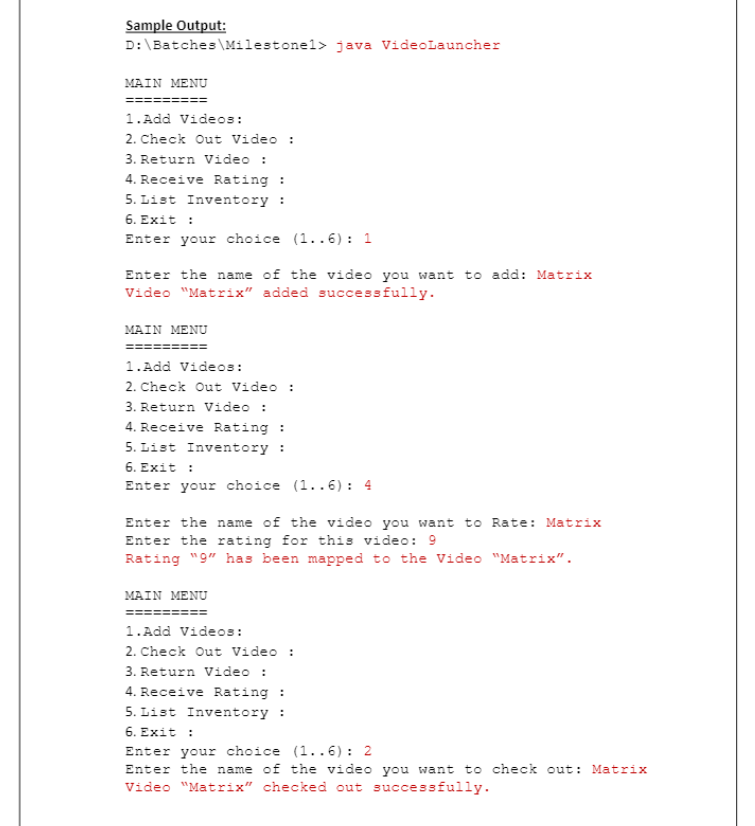 Sample Output:
D:\Batches\Milestone1> java VideoLauncher
MAIN MENU
=========
1.Add Videos:
2. Check Out Video :
3. Return Video :
4. Receive Rating :
5. List Inventory :
6. Exit :
Enter your choice (1..6): 1
Enter the name of the video you want to add: Matrix
Video “Matrix” added successfully.
MAIN MENU
=========
1.Add Videos:
2. Check Out Video :
3. Return Video :
4. Receive Rating :
5. List Inventory :
6. Exit :
Enter your choice (1..6): 4
Enter the name of the video you want to Rate: Matrix
Enter the rating for this video: 9
Rating “9” has been mapped to the Video “Matrix”.
MAIN MENU
=========
1.Add Videos:
2. Check Out Video :
3. Return Video :
4. Receive Rating :
5. List Inventory :
6. Exit :
Enter your choice (1..6): 2
Enter the name of the video you want to check out: Matrix
Video “Matrix” checked out successfully.